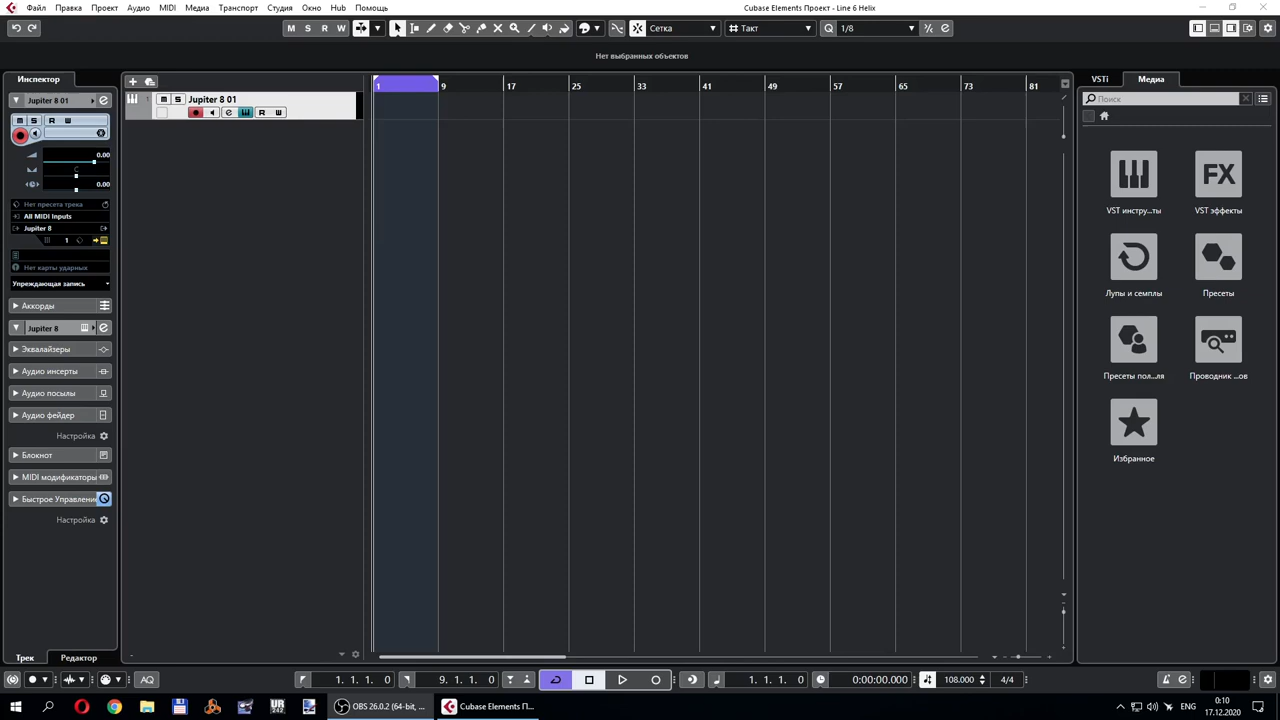 Файл Правка Проект Аудио MIDI Медиа Транспорт Студия Окно Hub Помощь
Cubase Elements Проект - Line 6 Helix
M S R W
Сетка
Такт
Q 1/8
Нет выбранных объектов
Инспектор
VSTi Медиа
Jupiter 8 01
M S R W
0.00
C
0.00
Нет пресета трека
All MIDI Inputs
Jupiter 8
1
Нет карты ударных
Упреждающая запись
Аккорды
Jupiter 8
Эквалайзеры
Аудио инсерты
Аудио посылы
Аудио фейдер
Настройка
Блокнот
MIDI модификаторы
Быстрое Управлени
Настройка
Трек Редактор
1 M S Jupiter 8 01
R W
1 9 17 25 33 41 49 57 65 73 81
Поиск
FX
VST инстру...ты VST эффекты
Лупы и семплы Пресеты
Пресеты пол...ля Проводник ...ов
Избранное
AQ
1. 1. 1. 0
9. 1. 1. 0
1. 1. 1. 0
0:00:00.000
108.000
4/4
OBS 26.0.2 (64-bit, ...
Cubase Elements П...
ENG
0:10
17.12.2020